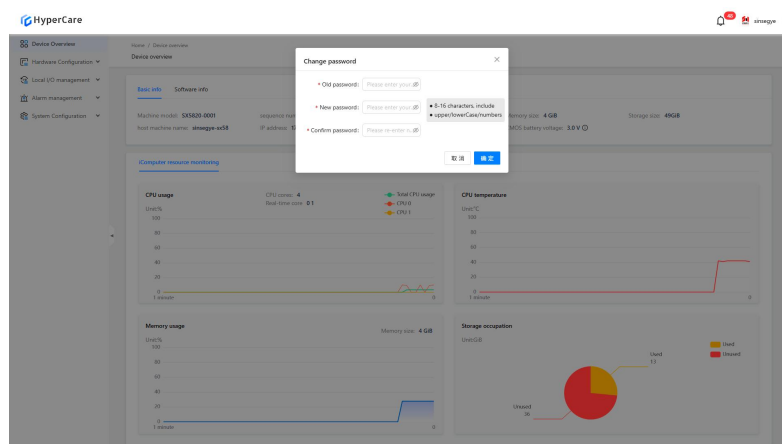 HyperCare
48
sinsegye
Device Overview
Hardware Configuration
Local I/O management
Alarm management
System Configuration
Home / Device overview
Device overview
Basic info Software info
Machine model: SX5820-0001
sequence num
Memory size: 4 GiB
Storage size: 49GiB
host machine name: sinsegye-xc58
IP address:
CMOS battery voltage: 3.0 V
Change password
* Old password: Please enter your
* New password: Please enter your
• 8-16 characters, include
• upper/lowerCase/numbers
* Confirm password: Please re-enter n
取 消 确 定
Computer resource monitoring
CPU usage
CPU cores: 4
Real-time core: 0 1
Total CPU usage
CPU 0
CPU 1
Unit:%
100
80
60
40
20
0
1 minute 0
CPU temperature
Unit:°C
100
80
60
40
20
0
1 minute 0
Memory usage
Memory size: 4 GiB
Unit:%
100
80
60
40
20
0
1 minute 0
Storage occupation
Unit:GiB
Used
Unused
Used
13
Unused
36